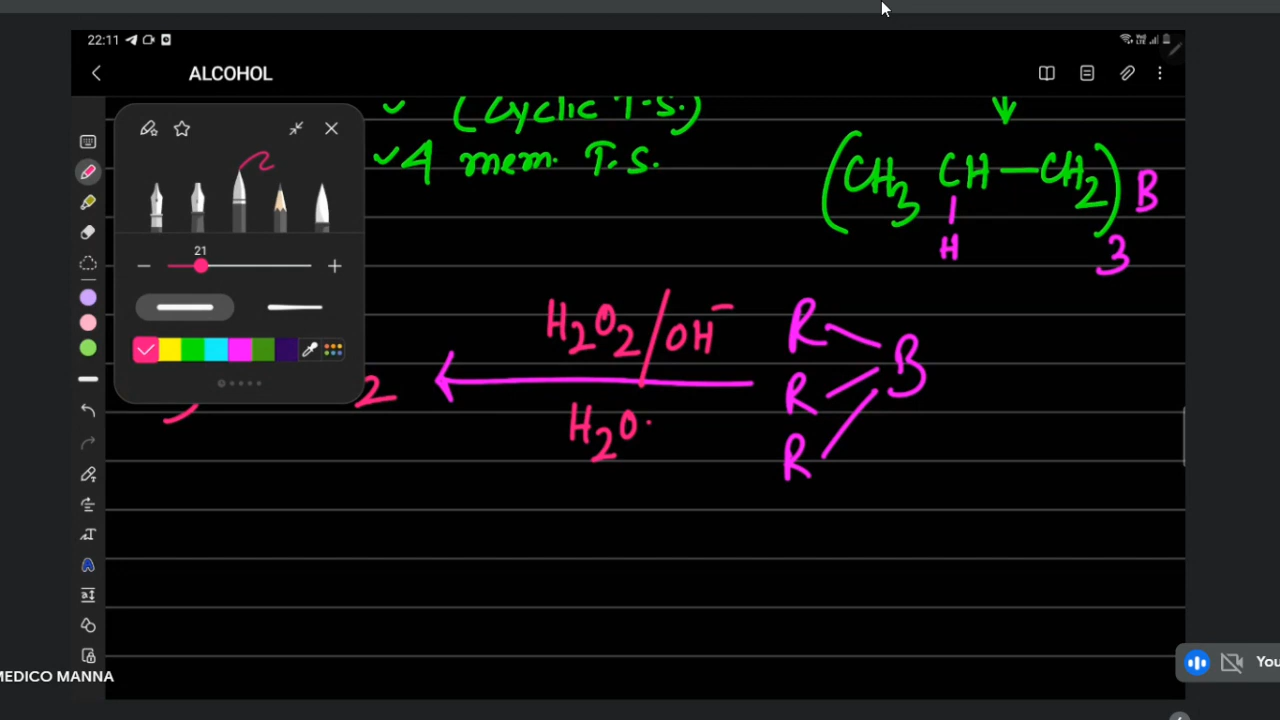 22:11
ALCOHOL
(Cyclic T.S.)
4 mem. T.S.
(CH3 CH — CH2)3 B
H
H2O2/OH⁻
H2O.
2
R
R
R
B
21
MEDICO MANNA
You